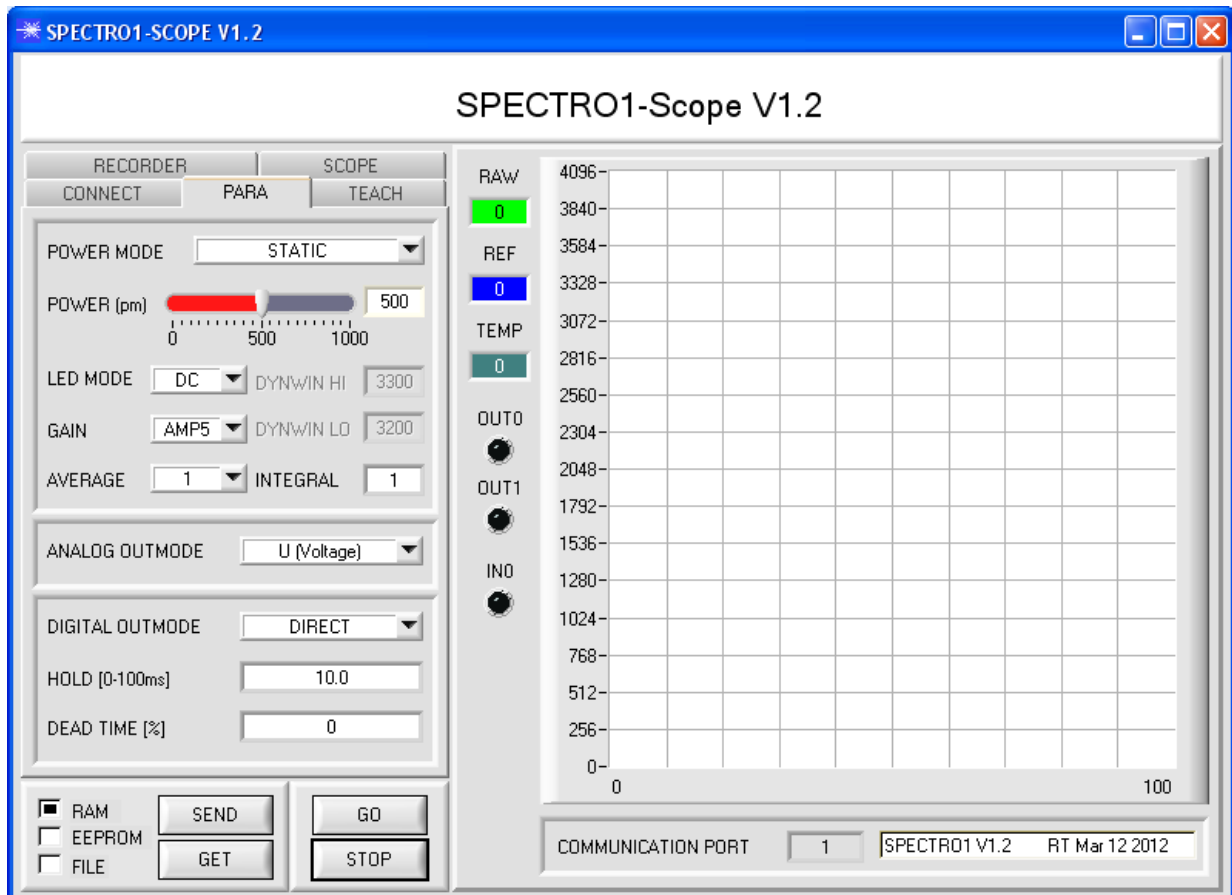 SPECTRO1-SCOPE V1.2
SPECTRO1-Scope V1.2
RECORDER SCOPE
CONNECT PARA TEACH
POWER MODE STATIC
POWER (pm) 500
0 500 1000
LED MODE DC DYNWIN HI 3300
GAIN AMP5 DYNWIN LO 3200
AVERAGE 1 INTEGRAL 1
ANALOG OUTMODE U (Voltage)
DIGITAL OUTMODE DIRECT
HOLD [0-100ms] 10.0
DEAD TIME [%] 0
RAM
EEPROM
FILE
SEND
GET
GO
STOP
RAW
0
REF
0
TEMP
0
OUT0
OUT1
IN0
4096
3840
3584
3328
3072
2816
2560
2304
2048
1792
1536
1280
1024
768
512
256
0
0 100
COMMUNICATION PORT 1 SPECTRO1 V1.2 RT Mar 12 2012